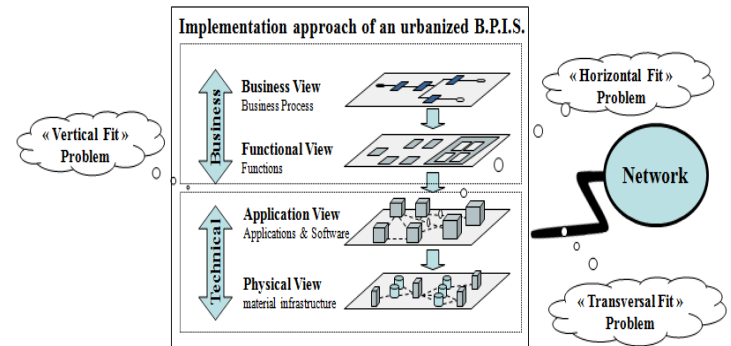 Implementation approach of an urbanized B.P.I.S.
Business
Business View
Business Process
Functional View
Functions
Technical
Application View
Applications & Software
Physical View
material infrastructure
« Vertical Fit »
Problem
« Horizontal Fit »
Problem
Network
« Transversal Fit »
Problem